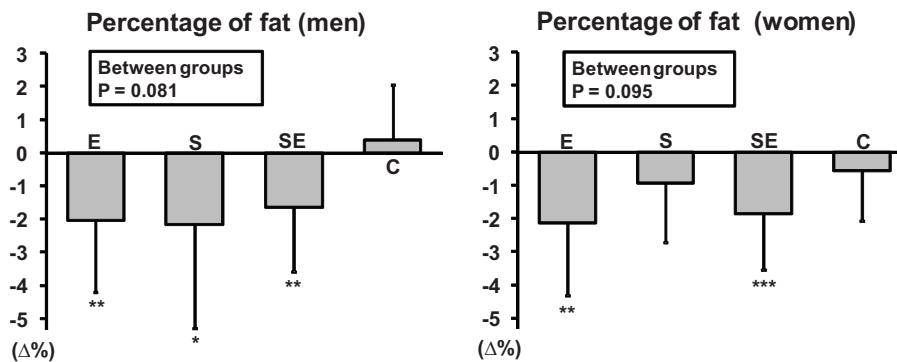 Percentage of fat (men)
3
2
1
0
-1
-2
-3
-4
-5
(Δ%)
Between groups
P = 0.081
E
S
SE
C
**
*
**
Percentage of fat (women)
3
2
1
0
-1
-2
-3
-4
-5
(Δ%)
Between groups
P = 0.095
E
S
SE
C
**
***